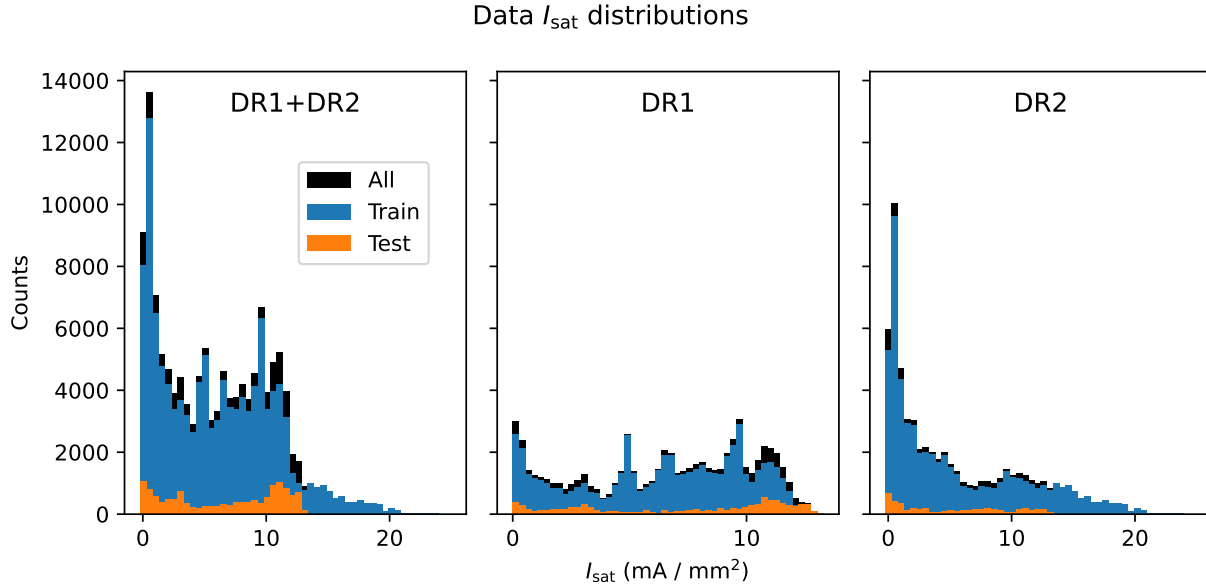 Data I_sat distributions
DR1+DR2
DR1
DR2
All
Train
Test
Counts
14000
12000
10000
8000
6000
4000
2000
0
0 10 20
0 10
0 10 20
I_sat (mA / mm²)